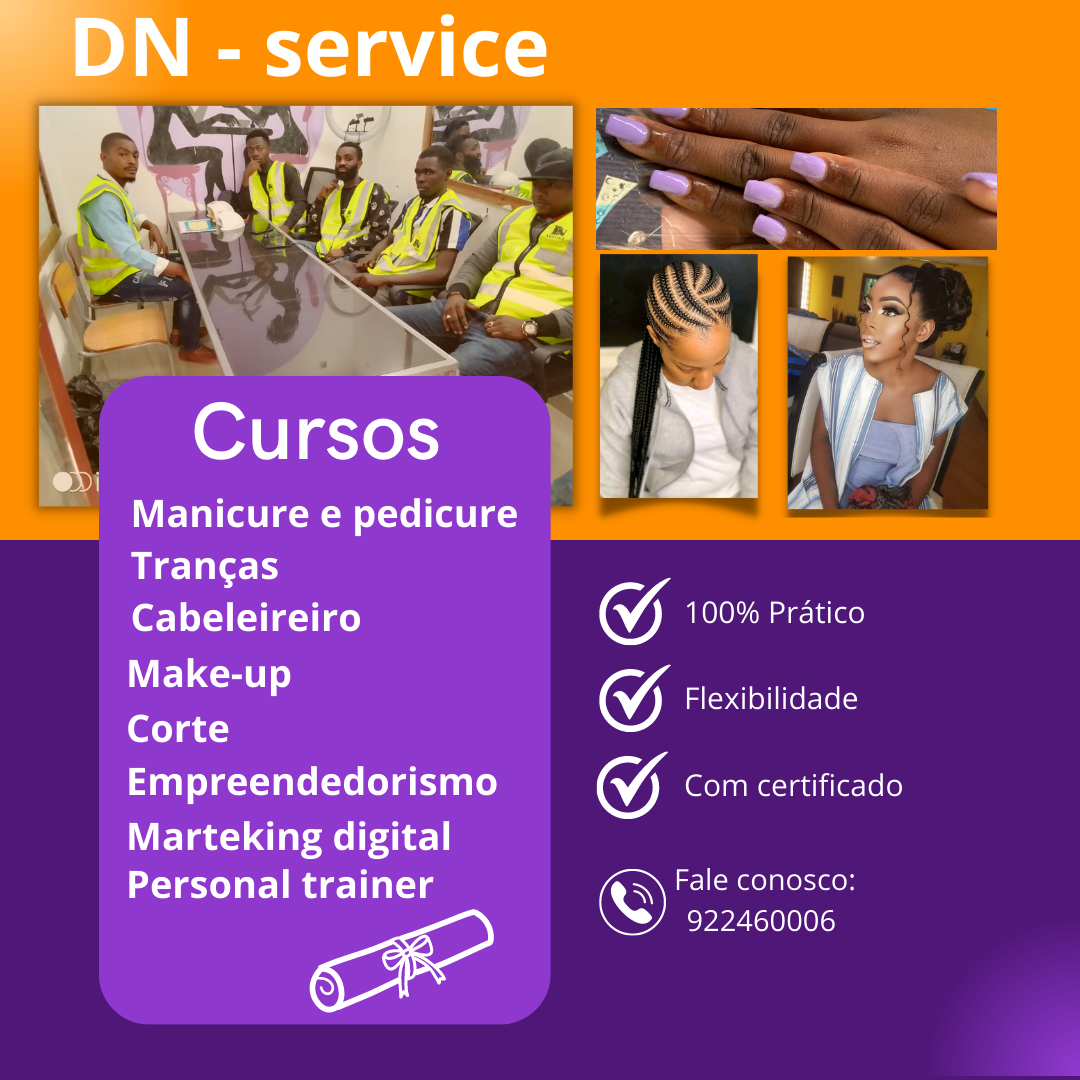 DN - service
Cursos
Manicure e pedicure
Tranças
Cabeleireiro
Make-up
Corte
Empreendedorismo
Marteking digital
Personal trainer
100% Prático
Flexibilidade
Com certificado
Fale conosco:
922460006